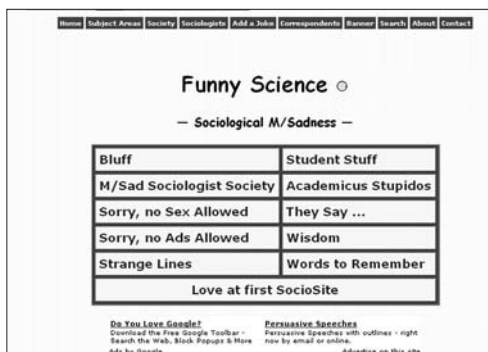 Home Subject Areas Society Sociologists Add a Joke Correspondents Banner Search About Contact
Funny Science
— Sociological M/Sadness —
Bluff Student Stuff
M/Sad Sociologist Society Academicus Stupidos
Sorry, no Sex Allowed They Say ...
Sorry, no Ads Allowed Wisdom
Strange Lines Words to Remember
Love at first SocioSite
Do You Love Google? Persuasive Speeches
Download the Free Google Toolbar - Persuasive Speeches with outlines - right
Search the Web, Block Popups & More now by email or online.
Ads by Google Advertise on this site